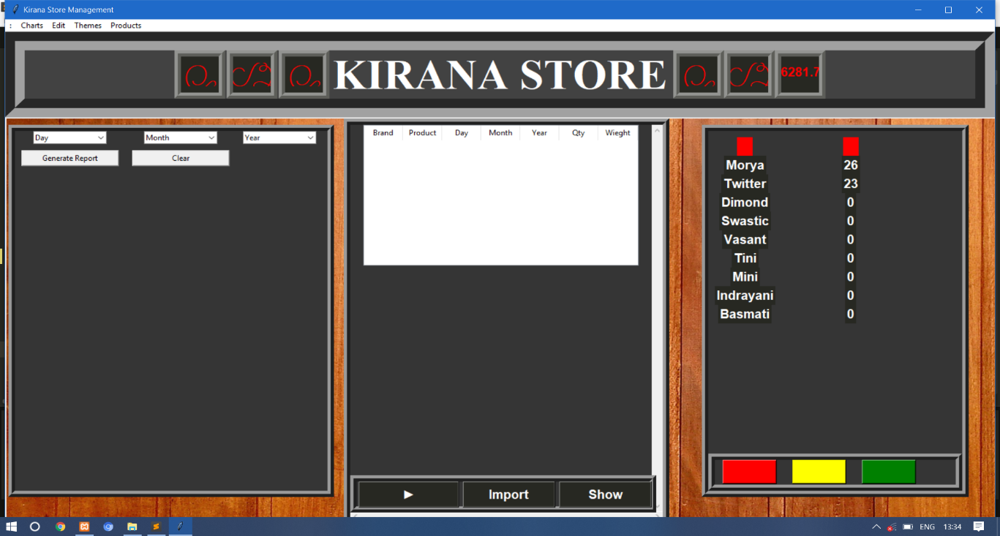 Kirana Store Management
: Charts Edit Themes Products
KIRANA STORE 6281.7
Day Month Year
Generate Report Clear
Brand Product Day Month Year Qty Wieght
Morya 26
Twitter 23
Dimond 0
Swastic 0
Vasant 0
Tini 0
Mini 0
Indrayani 0
Basmati 0
Import Show
ENG 13:34